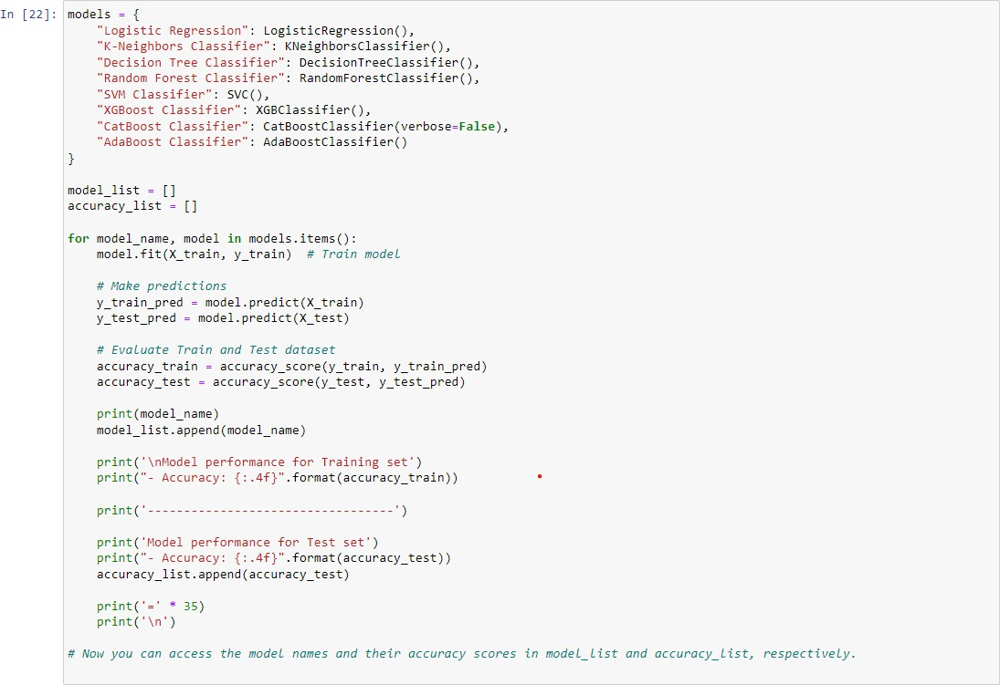 In [22]: models = {
    "Logistic Regression": LogisticRegression(),
    "K-Neighbors Classifier": KNeighborsClassifier(),
    "Decision Tree Classifier": DecisionTreeClassifier(),
    "Random Forest Classifier": RandomForestClassifier(),
    "SVM Classifier": SVC(),
    "XGBoost Classifier": XGBClassifier(),
    "CatBoost Classifier": CatBoostClassifier(verbose=False),
    "AdaBoost Classifier": AdaBoostClassifier()
}

model_list = []
accuracy_list = []

for model_name, model in models.items():
    model.fit(X_train, y_train)  # Train model

    # Make predictions
    y_train_pred = model.predict(X_train)
    y_test_pred = model.predict(X_test)

    # Evaluate Train and Test dataset
    accuracy_train = accuracy_score(y_train, y_train_pred)
    accuracy_test = accuracy_score(y_test, y_test_pred)

    print(model_name)
    model_list.append(model_name)

    print('\nModel performance for Training set')
    print("- Accuracy: {:.4f}".format(accuracy_train))

    print('----------------------------------')

    print('Model performance for Test set')
    print("- Accuracy: {:.4f}".format(accuracy_test))
    accuracy_list.append(accuracy_test)

    print('=' * 35)
    print('\n')

# Now you can access the model names and their accuracy scores in model_list and accuracy_list, respectively.